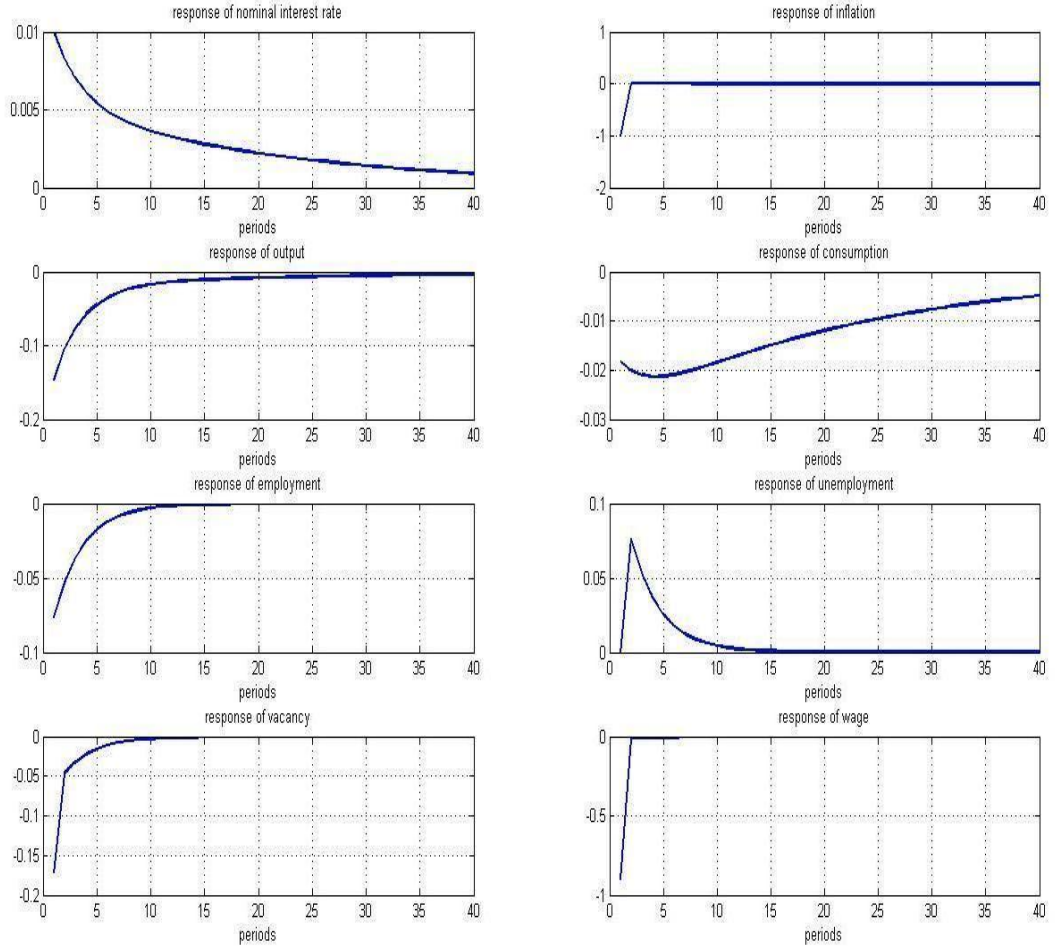 response of nominal interest rate
0.01
0.005
0
0 5 10 15 20 25 30 35 40
periods
response of inflation
1
0
-1
-2
0 5 10 15 20 25 30 35 40
periods
response of output
0
-0.1
-0.2
0 5 10 15 20 25 30 35 40
periods
response of consumption
0
-0.01
-0.02
-0.03
0 5 10 15 20 25 30 35 40
periods
response of employment
0
-0.05
-0.1
0 5 10 15 20 25 30 35 40
periods
response of unemployment
0.1
0.05
0
0 5 10 15 20 25 30 35 40
periods
response of vacancy
0
-0.05
-0.1
-0.15
-0.2
0 5 10 15 20 25 30 35 40
periods
response of wage
0
-0.5
-1
0 5 10 15 20 25 30 35 40
periods